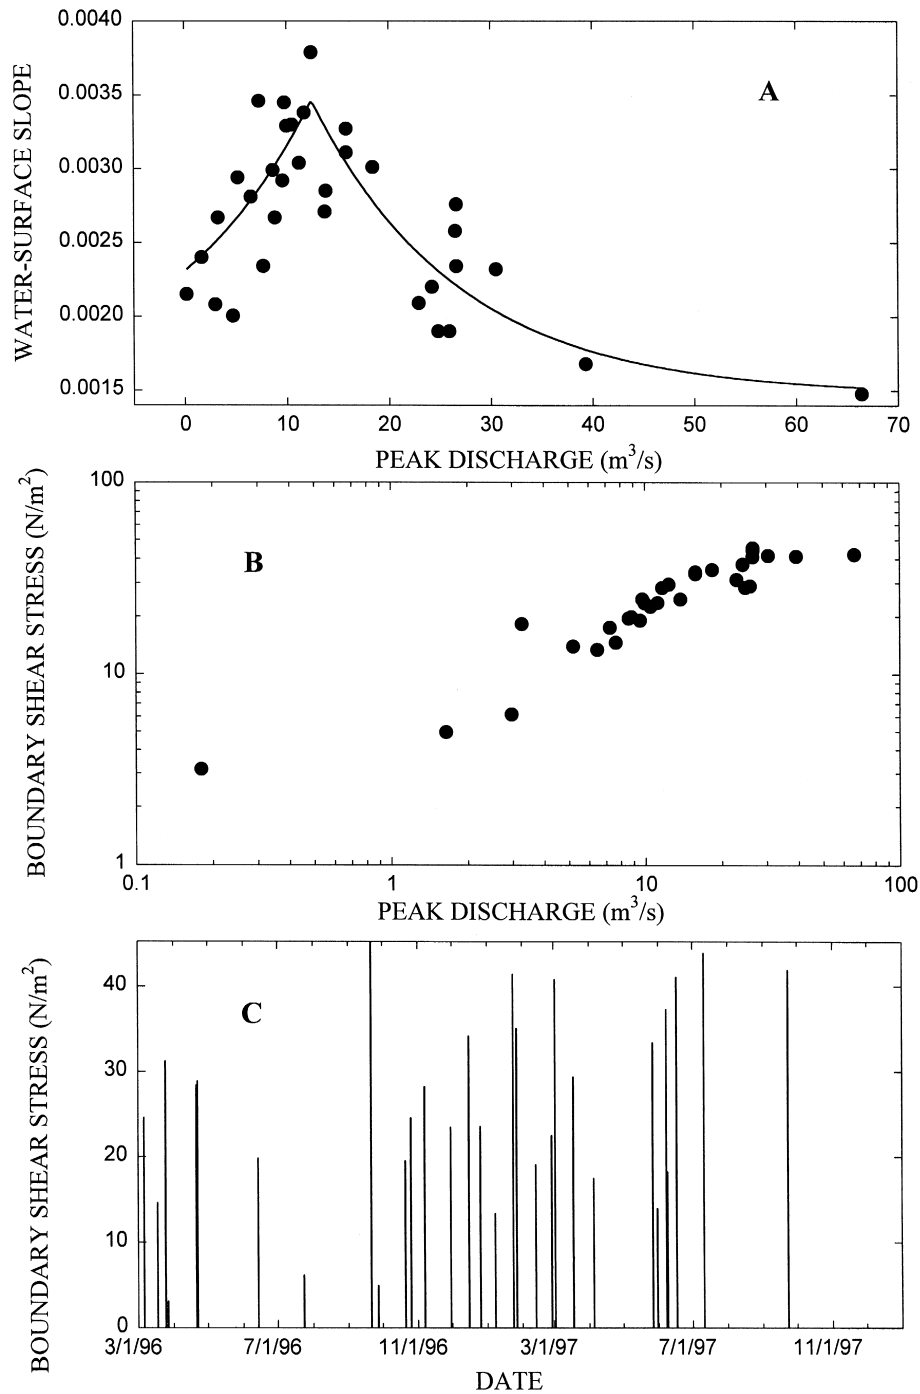 0.0040
0.0035
0.0030
0.0025
0.0020
0.0015
WATER-SURFACE SLOPE
A
0 10 20 30 40 50 60 70
PEAK DISCHARGE (m³/s)
100
10
1
BOUNDARY SHEAR STRESS (N/m²)
B
0.1 1 10 100
PEAK DISCHARGE (m³/s)
40
30
20
10
0
BOUNDARY SHEAR STRESS (N/m²)
C
3/1/96 7/1/96 11/1/96 3/1/97 7/1/97 11/1/97
DATE